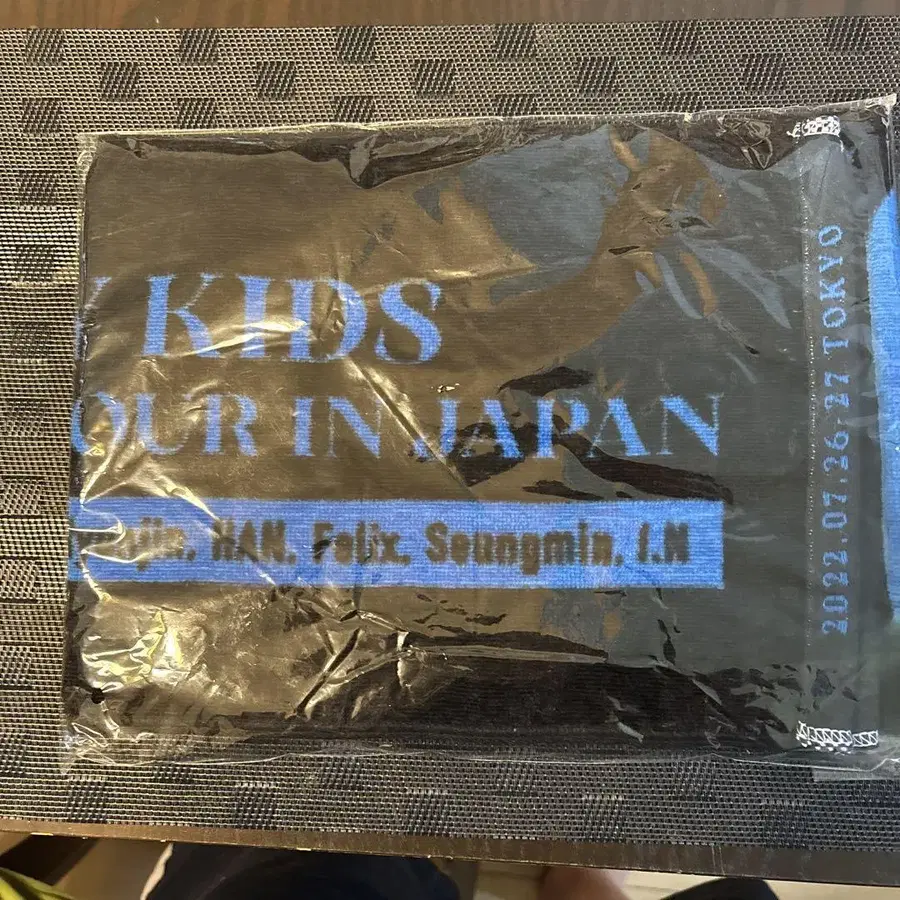 KIDS
OUR IN JAPAN
HAN, Felix, Seungmin, I.N
2022.07.26-27 TOKYO